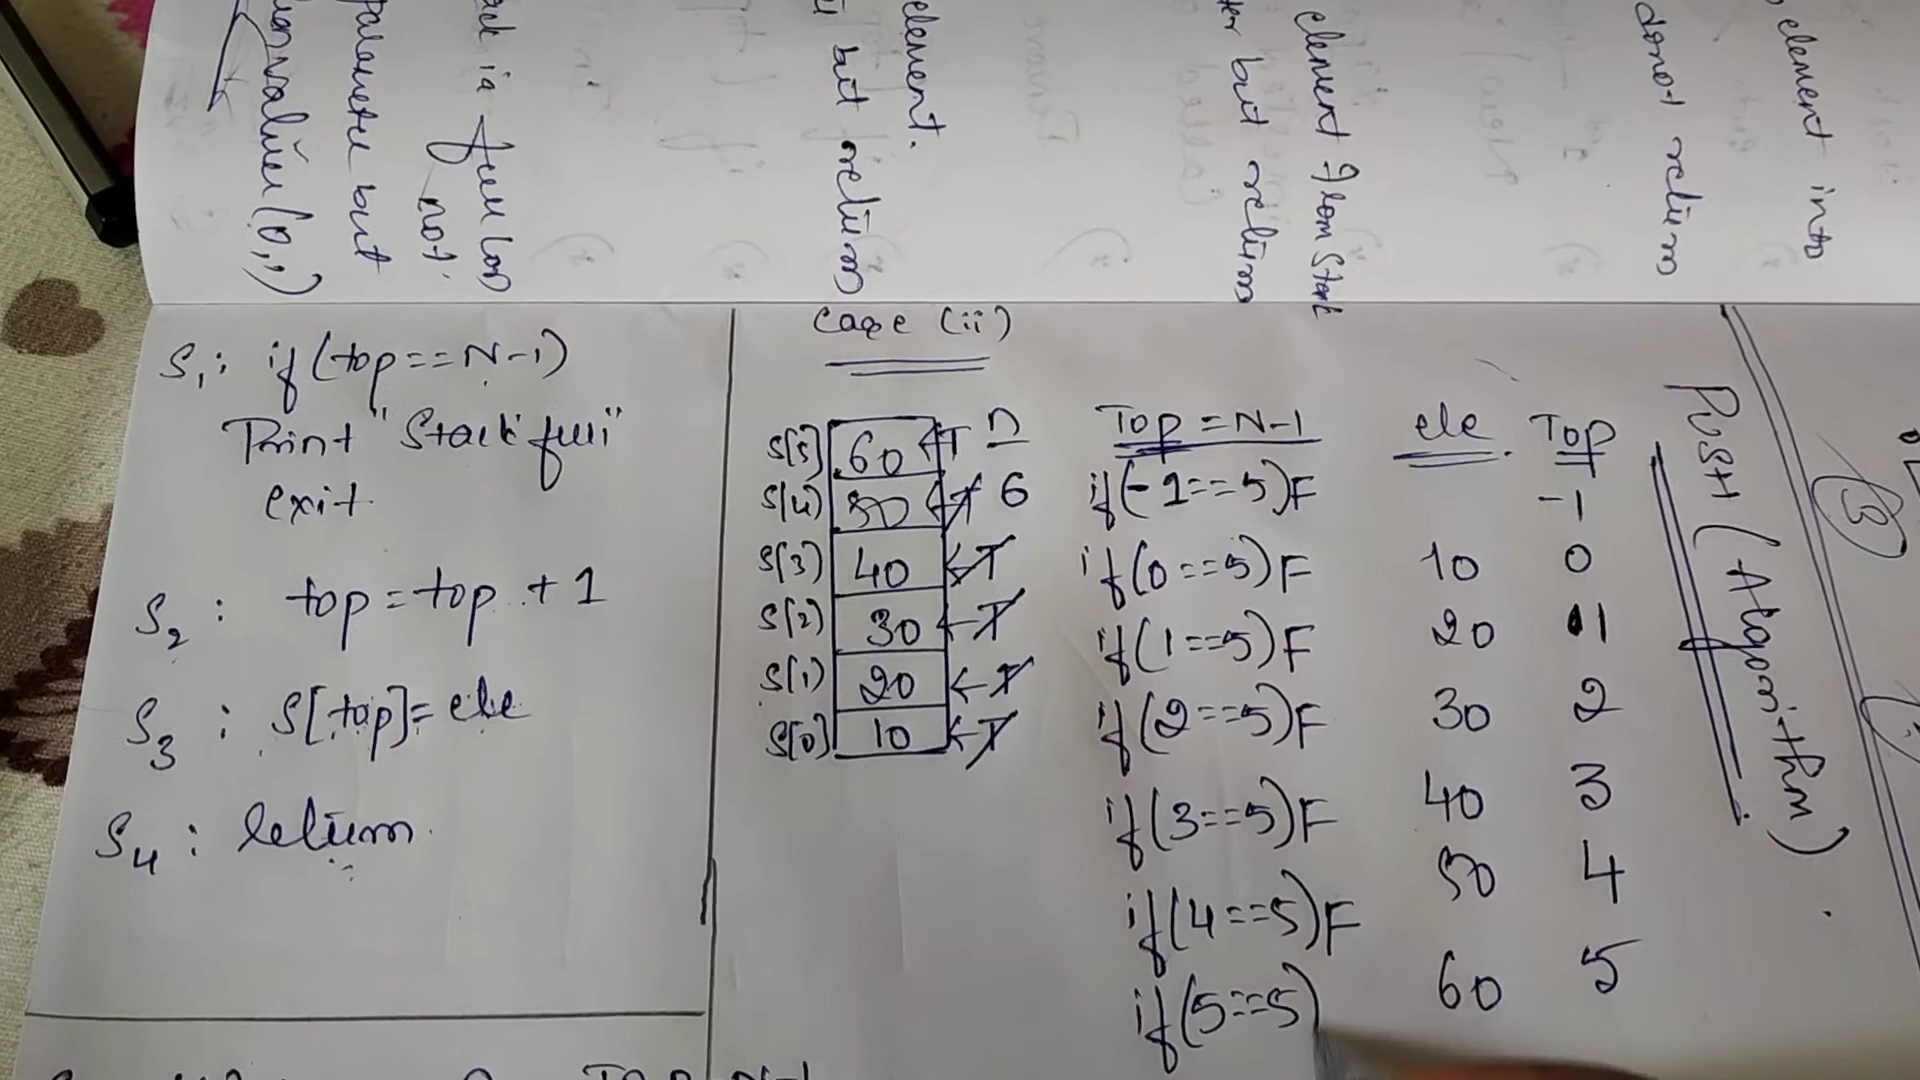 element into
donot return
element From Stack
but return
element.
but return
is full (or)
not.
parameter but
(0,1)
S1: if (top==N-1)
Print "Stack full"
exit.
S2: top=top+1
S3: S[top]=ele
S4: return.
case (ii)
S[5] 60 ←T
S[4] 50 ←T
S[3] 40 ←T
S[2] 30 ←T
S[1] 20 ←T
S[0] 10 ←T
n
6
Top=N-1 ele Top
if(-1==5)F -1
if(0==5)F 10 0
if(1==5)F 20 1
if(2==5)F 30 2
if(3==5)F 40 3
if(4==5)F 50 4
if(5==5) 60 5
PUSH (Algorithm)
3